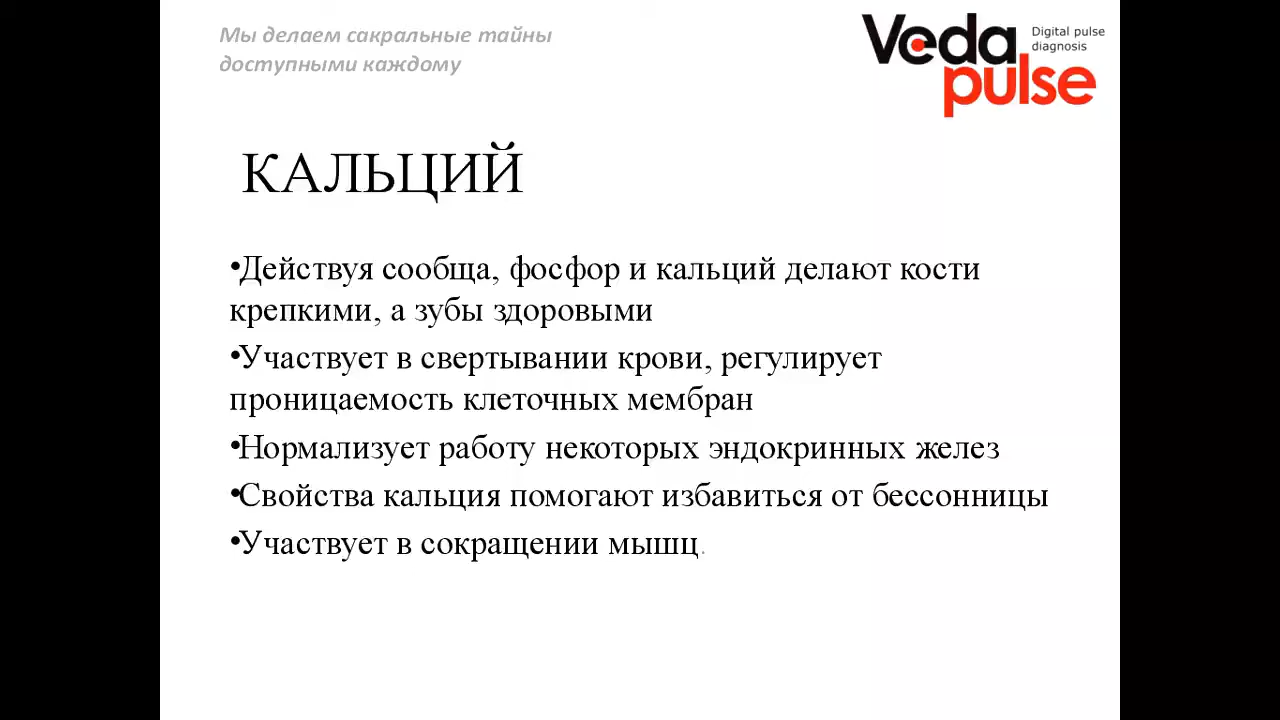 Мы делаем сакральные тайны
доступными каждому
Veda
pulse
Digital pulse
diagnosis
КАЛЬЦИЙ
•Действуя сообща, фосфор и кальций делают кости
крепкими, а зубы здоровыми
•Участвует в свертывании крови, регулирует
проницаемость клеточных мембран
•Нормализует работу некоторых эндокринных желез
•Свойства кальция помогают избавиться от бессонницы
•Участвует в сокращении мышц.